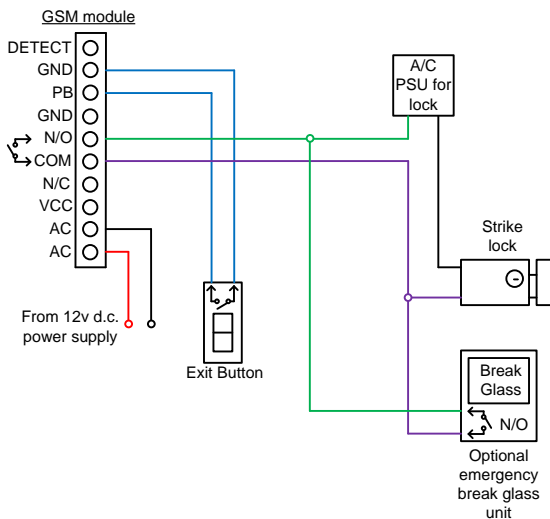 GSM module
DETECT
GND
PB
GND
N/O
COM
N/C
VCC
AC
AC
From 12v d.c.
power supply
Exit Button
A/C
PSU for
lock
Strike
lock
Break
Glass
N/O
Optional
emergency
break glass
unit